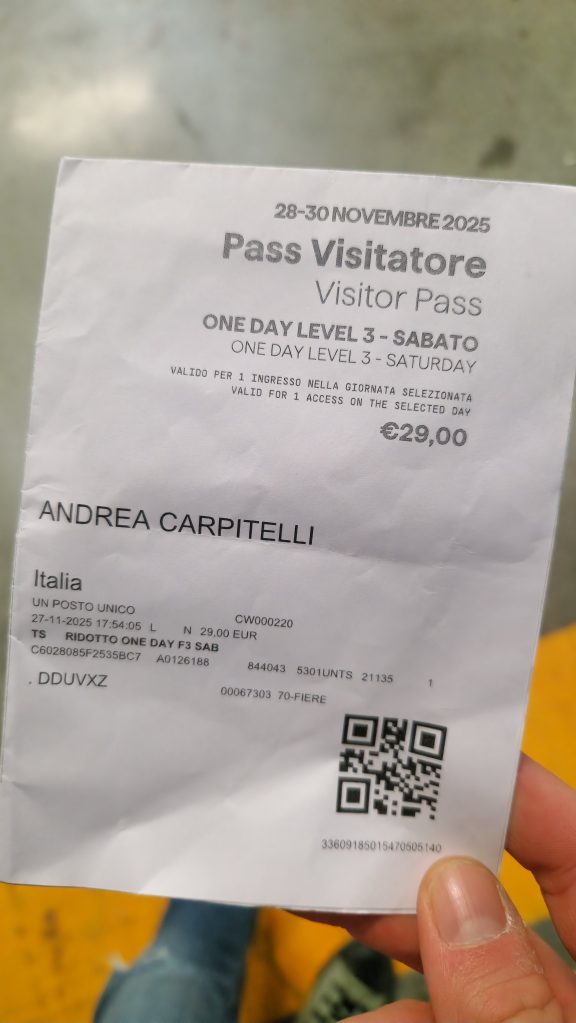 28-30 NOVEMBRE 2025
Pass Visitatore
Visitor Pass
ONE DAY LEVEL 3 - SABATO
ONE DAY LEVEL 3 - SATURDAY
VALIDO PER 1 INGRESSO NELLA GIORNATA SELEZIONATA
VALID FOR 1 ACCESS ON THE SELECTED DAY
€29,00
ANDREA CARPITELLI
Italia
UN POSTO UNICO CW000220
27-11-2025 17:54:05 L N 29,00 EUR
TS RIDOTTO ONE DAY F3 SAB
C6028085F2535BC7 A0126188 844043 5301UNTS 21135 1
. DDUVXZ 00067303 70-FIERE
33609185015470505140